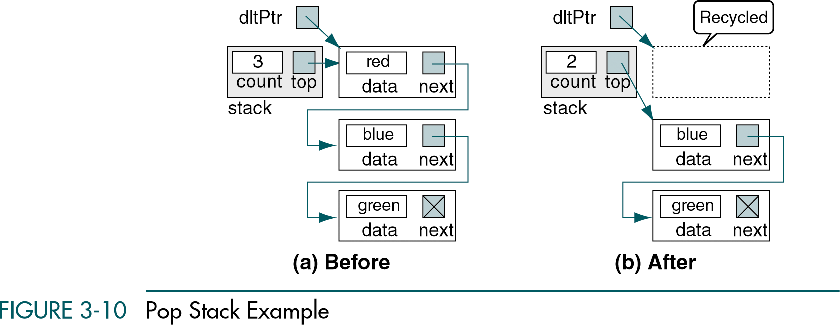 dltPtr
3
count top
stack
red
data next
blue
data next
green
data next
(a) Before
dltPtr
Recycled
2
count top
stack
blue
data next
green
data next
(b) After
FIGURE 3-10 Pop Stack Example